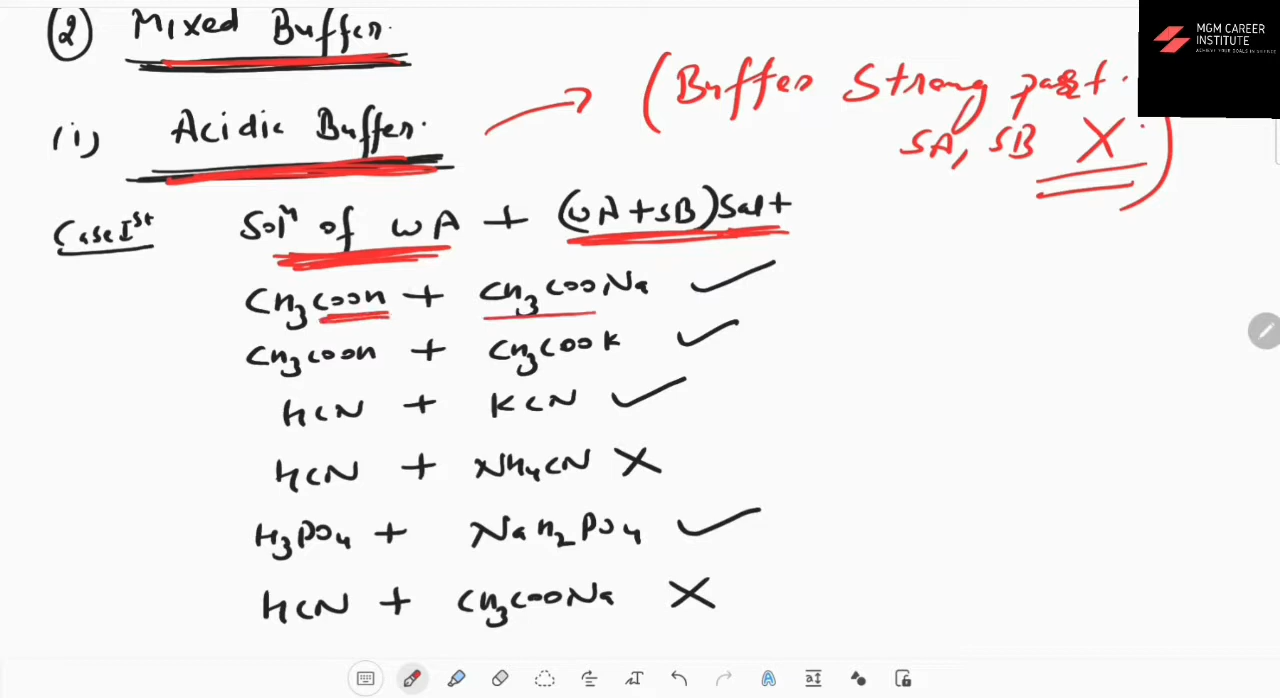 (2) Mixed Buffer.
MGM CAREER
INSTITUTE
(Buffer Strong part.
SA, SB X)
(i) Acidic Buffer.
Case Ist Solⁿ of WA + (WA+SB)Salt
CH₃COOH + CH₃COONa ✓
CH₃COOH + CH₃COOK ✓
HCN + KCN ✓
HCN + NH₄CN X
H₃PO₄ + NaH₂PO₄ ✓
HCN + CH₃COONa X